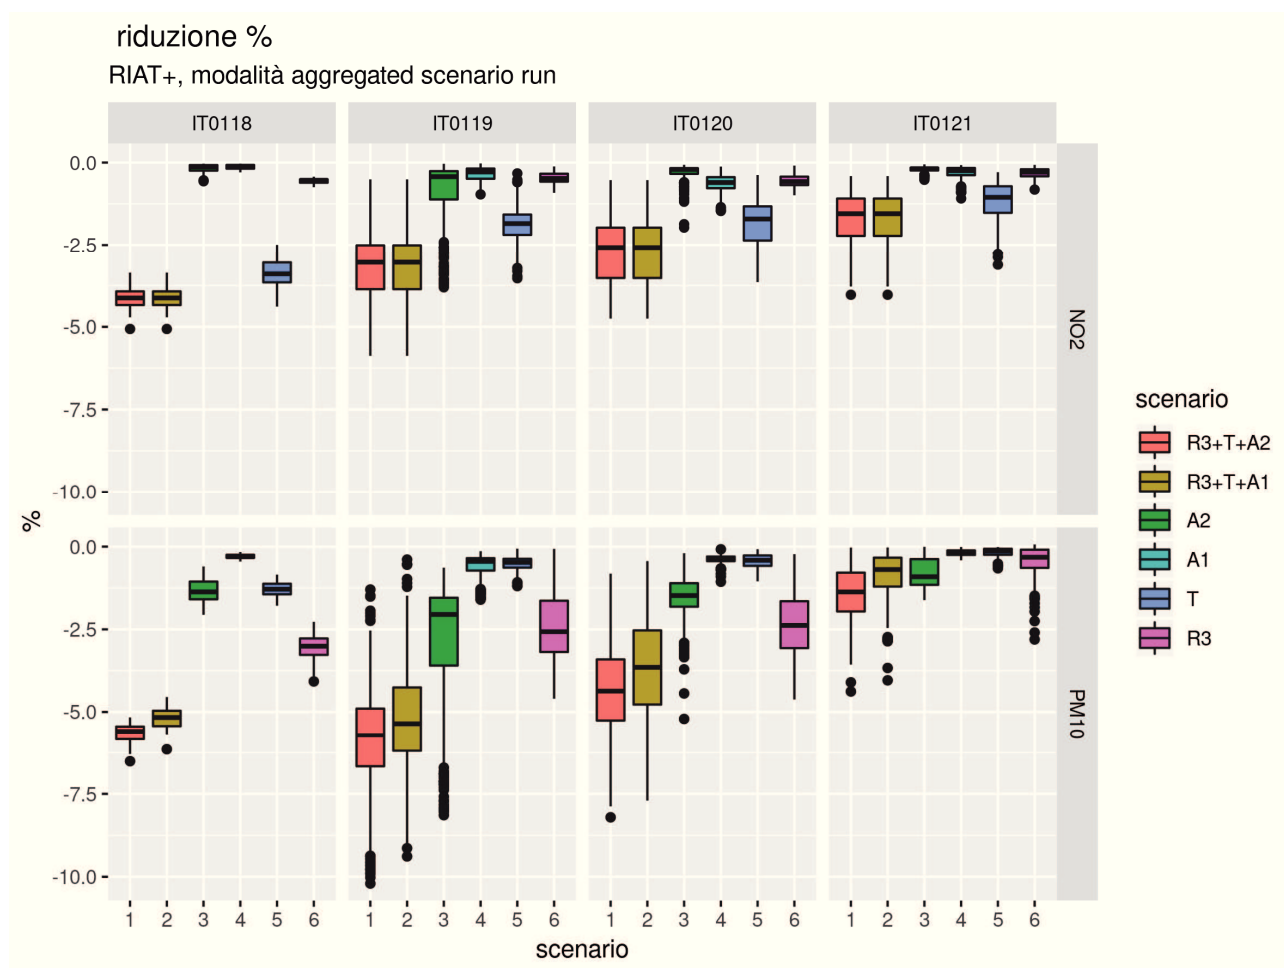 riduzione %
RIAT+, modalità aggregated scenario run
IT0118 IT0119 IT0120 IT0121
0.0
-2.5
-5.0
-7.5
-10.0
NO2
0.0
-2.5
-5.0
-7.5
-10.0
PM10
%
1 2 3 4 5 6 1 2 3 4 5 6 1 2 3 4 5 6 1 2 3 4 5 6
scenario
scenario
R3+T+A2
R3+T+A1
A2
A1
T
R3